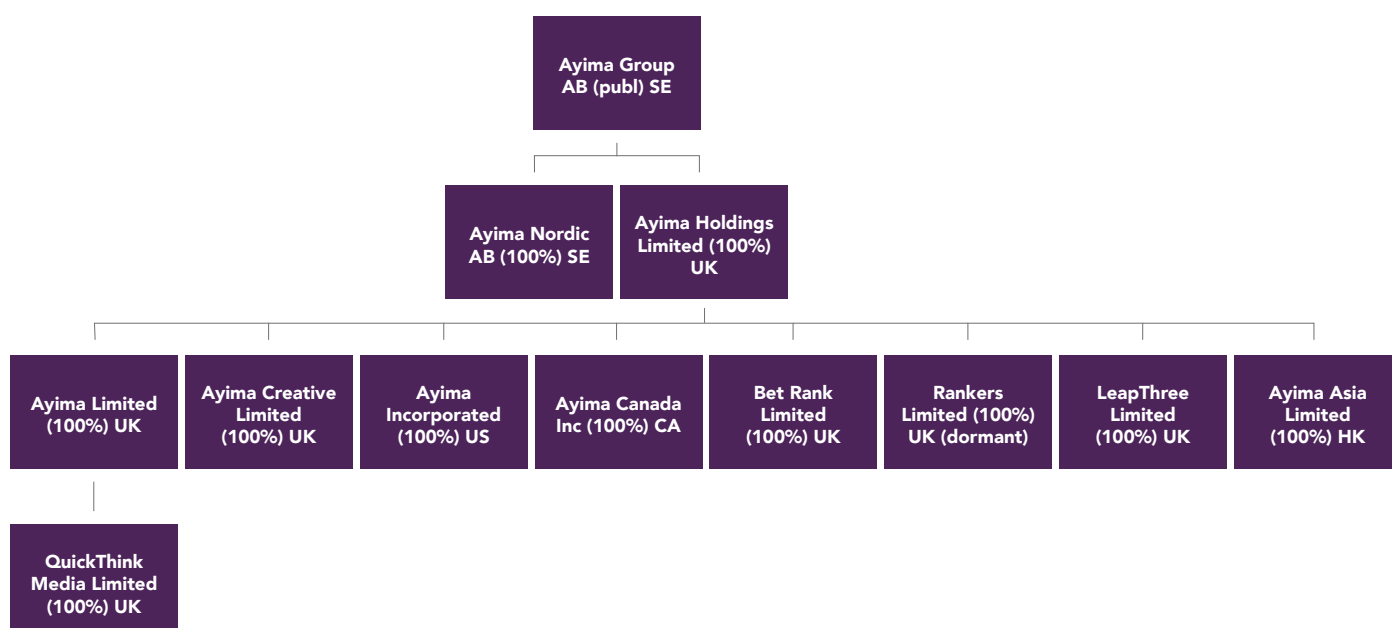 Ayima Group
AB (publ) SE
Ayima Nordic
AB (100%) SE
Ayima Holdings
Limited (100%)
UK
Ayima Limited
(100%) UK
Ayima Creative
Limited
(100%) UK
Ayima
Incorporated
(100%) US
Ayima Canada
Inc (100%) CA
Bet Rank
Limited
(100%) UK
Rankers
Limited (100%)
UK (dormant)
LeapThree
Limited
(100%) UK
Ayima Asia
Limited
(100%) HK
QuickThink
Media Limited
(100%) UK